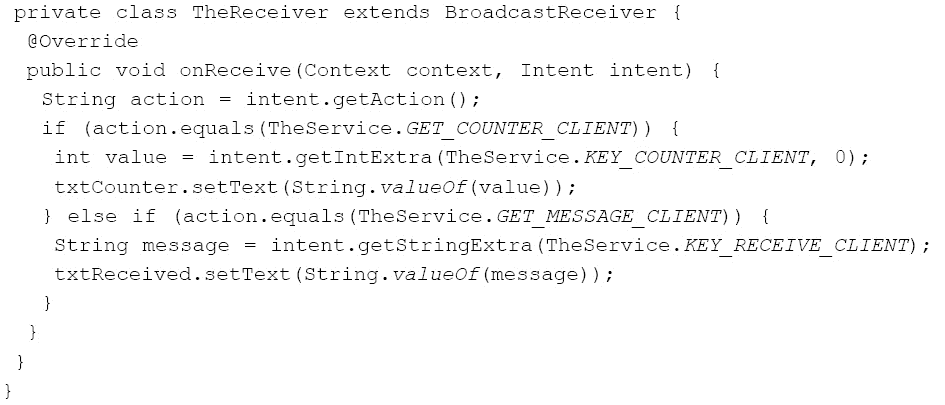 private class TheReceiver extends BroadcastReceiver {
@Override
public void onReceive(Context context, Intent intent) {
String action = intent.getAction();
if (action.equals(TheService.GET_COUNTER_CLIENT)) {
int value = intent.getIntExtra(TheService.KEY_COUNTER_CLIENT, 0);
txtCounter.setText(String.valueOf(value));
} else if (action.equals(TheService.GET_MESSAGE_CLIENT)) {
String message = intent.getStringExtra(TheService.KEY_RECEIVE_CLIENT);
txtReceived.setText(String.valueOf(message));
}
}
}
}